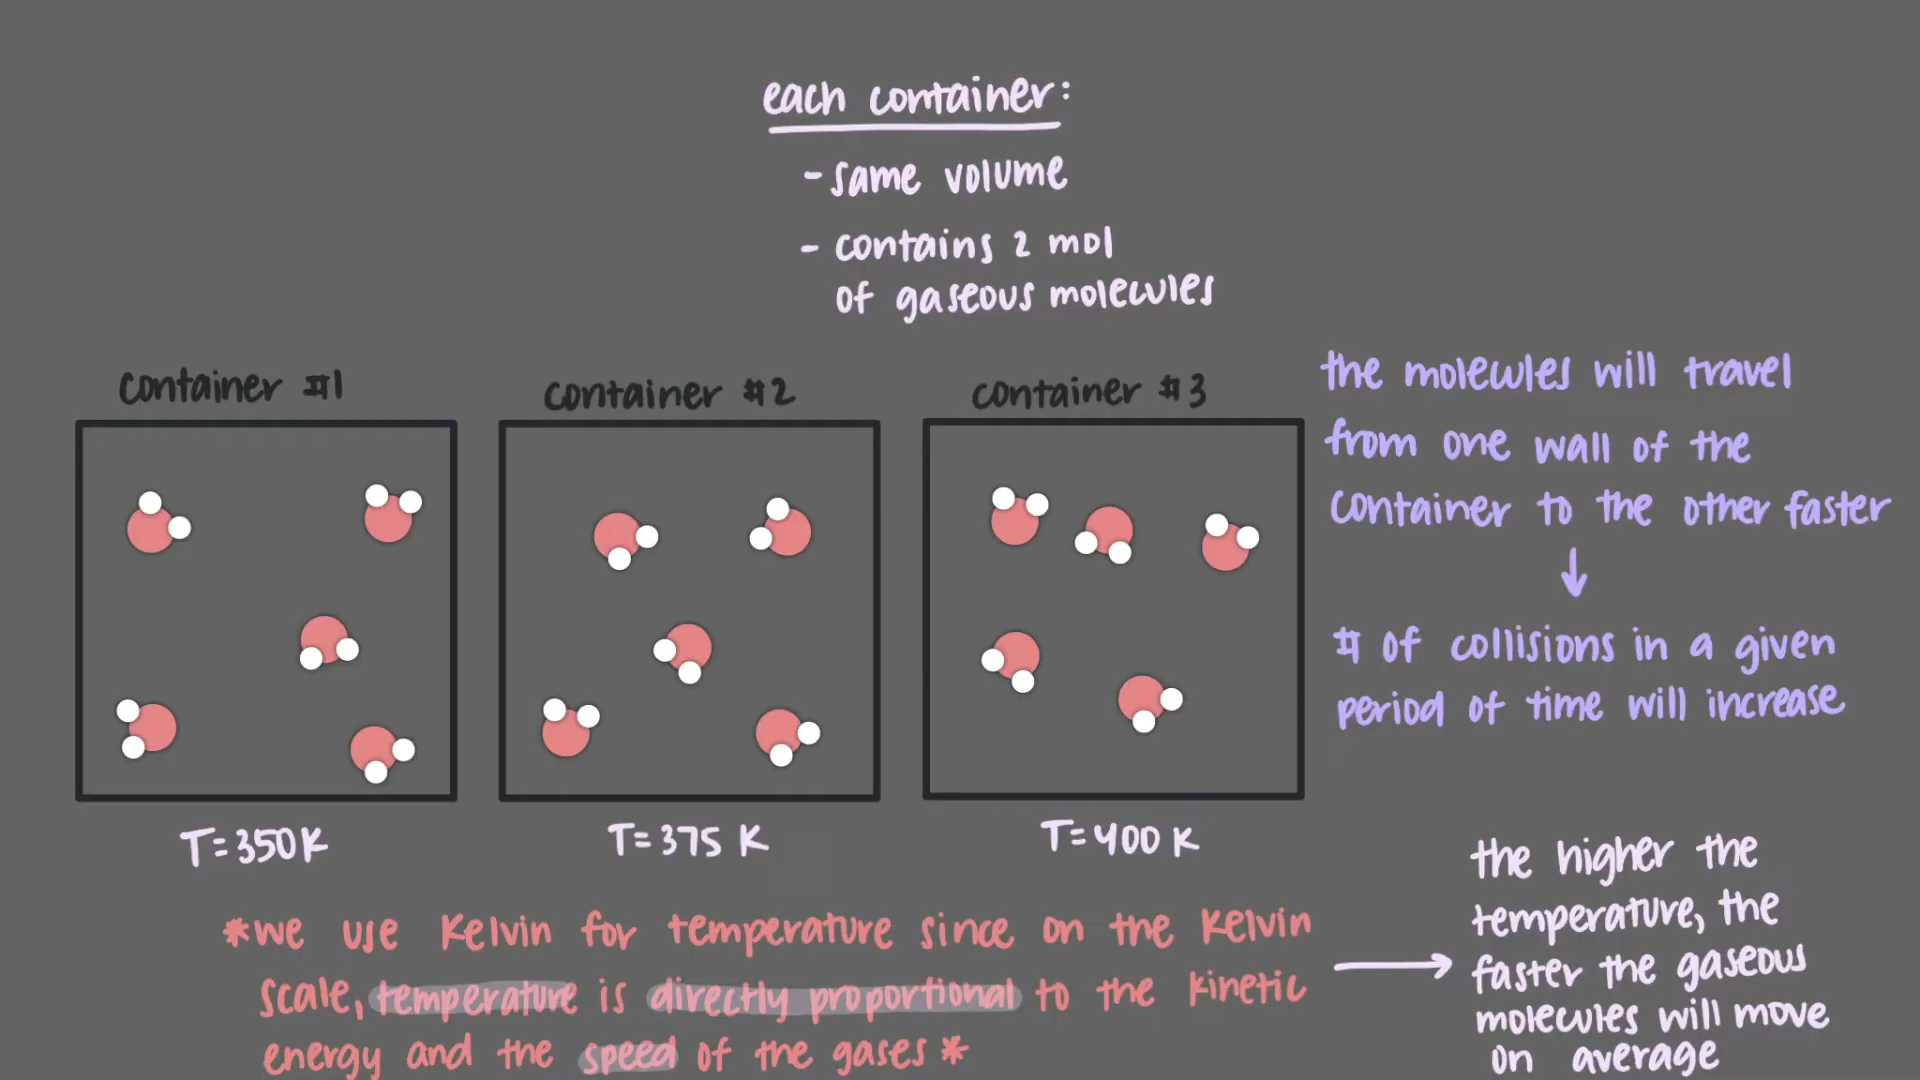 each container:
- same volume
- contains 2 mol
of gaseous molecules
container #1
container #2
container #3
T=350K
T=375 K
T=400 K
the molecules will travel
from one wall of the
container to the other faster
↓
# of collisions in a given
period of time will increase
*we use Kelvin for temperature since on the Kelvin
scale, temperature is directly proportional to the kinetic
energy and the speed of the gases*
→
the higher the
temperature, the
faster the gaseous
molecules will move
on average